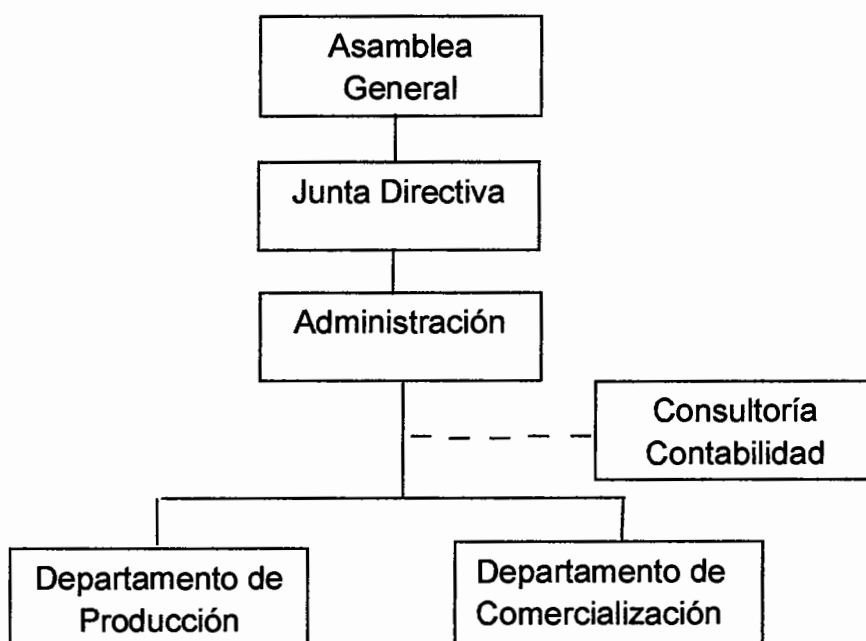 Asamblea
General
Junta Directiva
Administración
Consultoría
Contabilidad
Departamento de
Producción
Departamento de
Comercialización